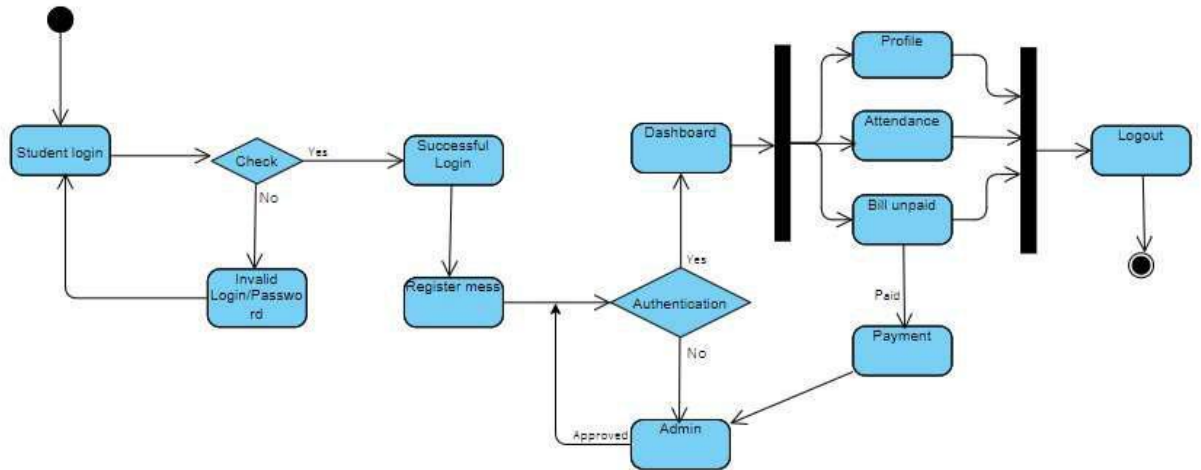 Profile
Attendance
Dashboard
Logout
Student login
Check
Yes
Successful
Login
No
Bill unpaid
Invalid
Login/Passwo
rd
Register mess
Yes
Authentication
No
Paid
Payment
Approved
Admin